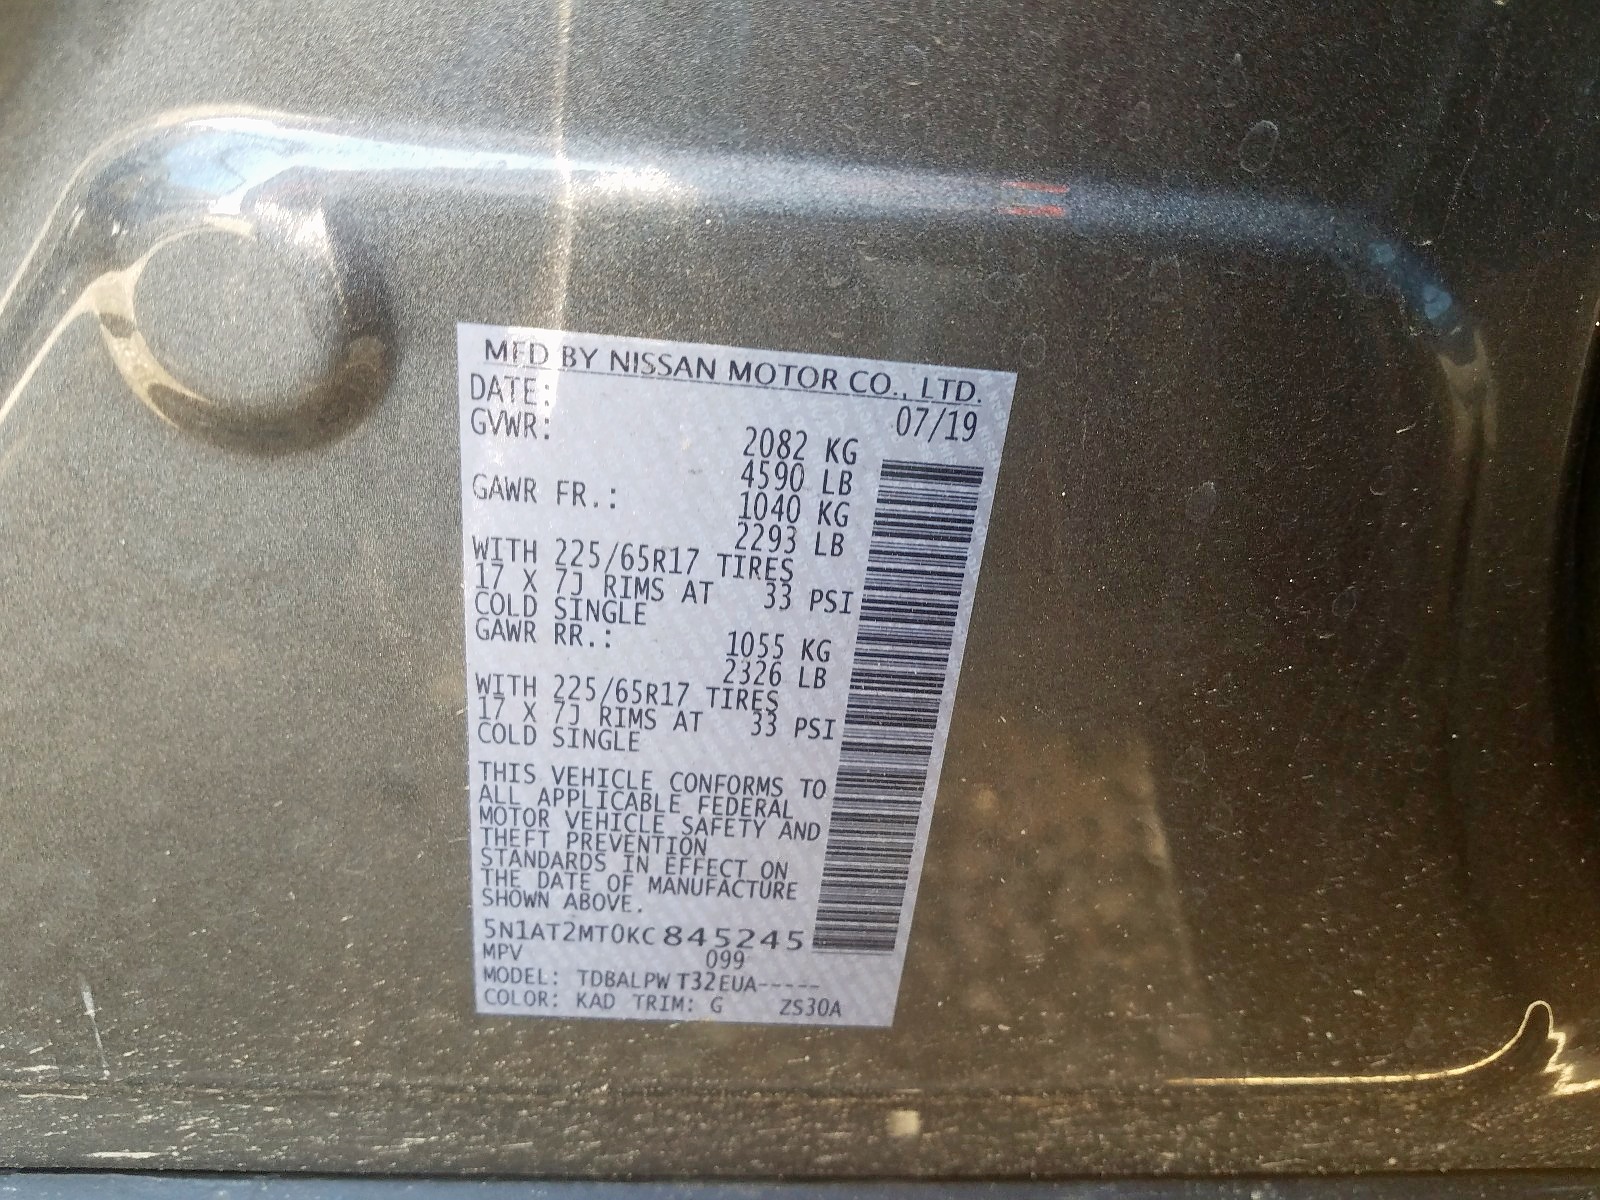 MFD BY NISSAN MOTOR CO., LTD.
DATE: 07/19
GVWR: 2082 KG
4590 LB
GAWR FR.: 1040 KG
2293 LB
WITH 225/65R17 TIRES
17 X 7J RIMS AT 33 PSI
COLD SINGLE
GAWR RR.: 1055 KG
2326 LB
WITH 225/65R17 TIRES
17 X 7J RIMS AT 33 PSI
COLD SINGLE
THIS VEHICLE CONFORMS TO
ALL APPLICABLE FEDERAL
MOTOR VEHICLE SAFETY AND
THEFT PREVENTION
STANDARDS IN EFFECT ON
THE DATE OF MANUFACTURE
SHOWN ABOVE.
5N1AT2MT0KC845245
MPV 099
MODEL: TDBALPW T32EUA-----
COLOR: KAD TRIM: G ZS30A